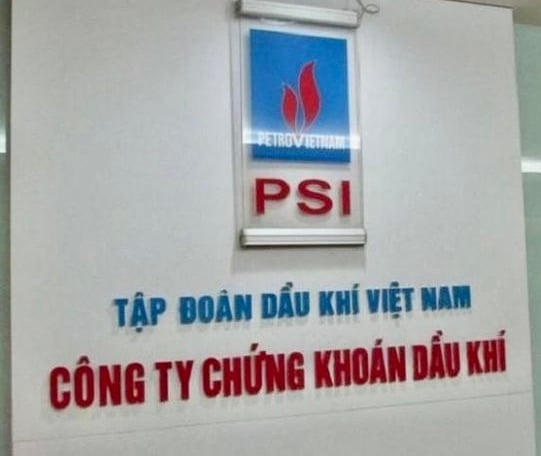 PETROVIETNAM
PSI
TẬP ĐOÀN DẦU KHÍ VIỆT NAM
CÔNG TY CHỨNG KHOÁN DẦU KHÍ